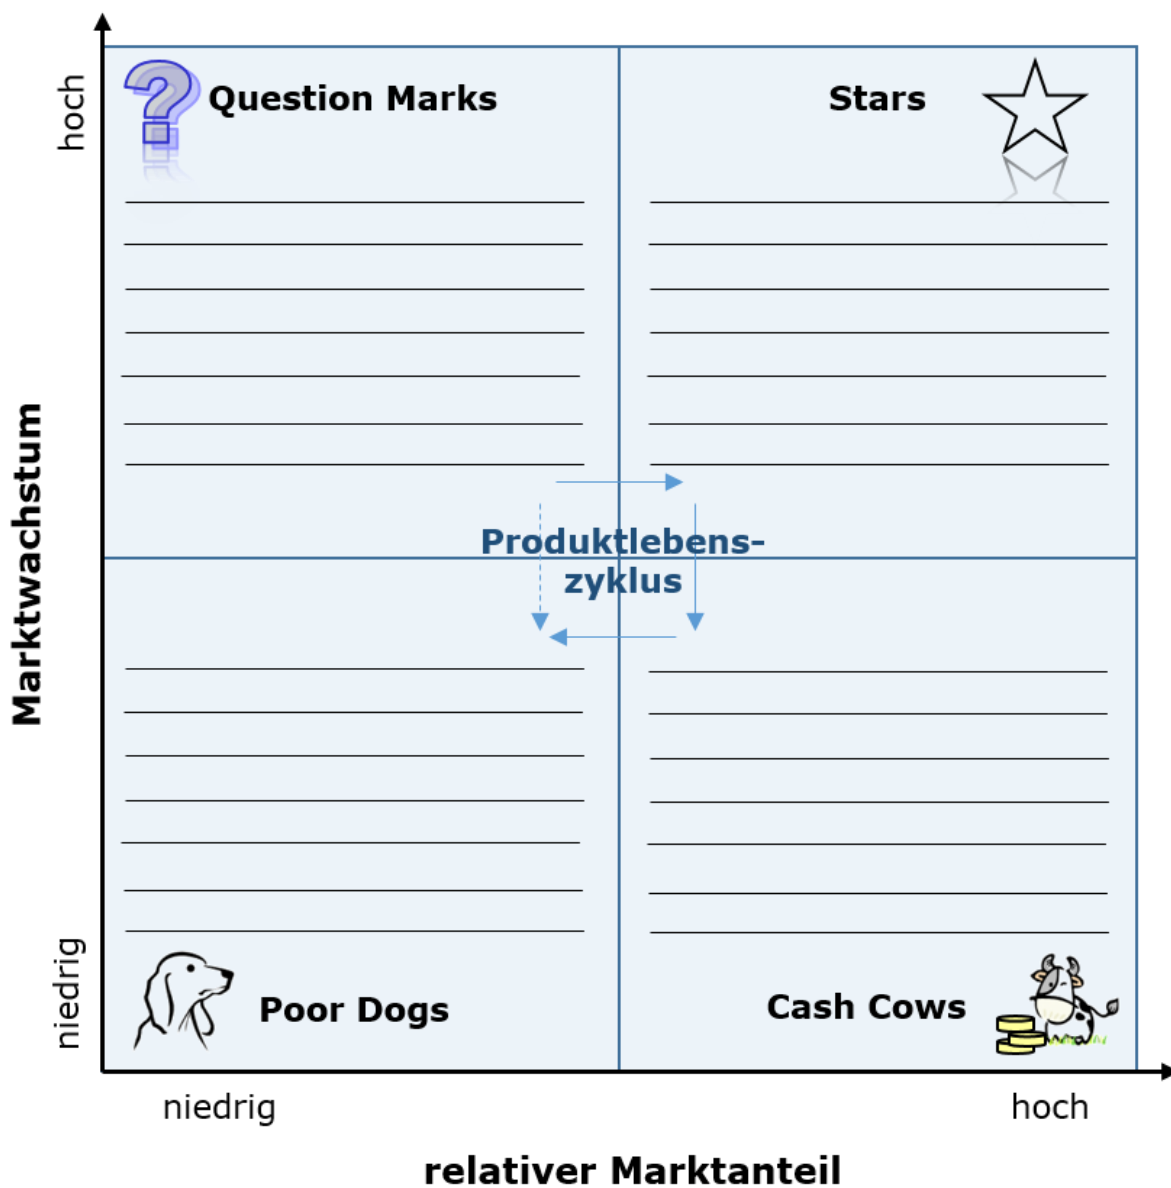 hoch
Question Marks
Stars
Marktwachstum
Produktlebens-
zyklus
niedrig
Poor Dogs
Cash Cows
niedrig
hoch
relativer Marktanteil